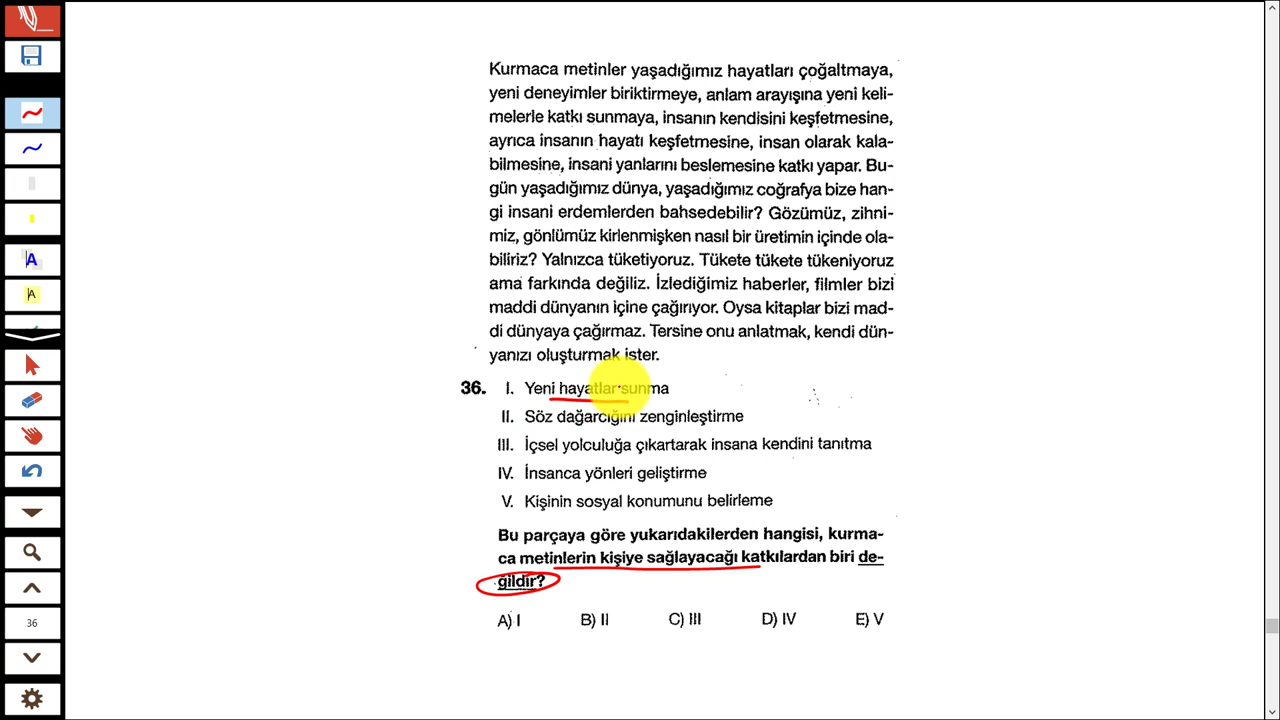 Kurmaca metinler yaşadığımız hayatları çoğaltmaya,
yeni deneyimler biriktirmeye, anlam arayışına yeni keli-
melerle katkı sunmaya, insanın kendisini keşfetmesine,
ayrıca insanın hayatı keşfetmesine, insan olarak kala-
bilmesine, insani yanlarını beslemesine katkı yapar. Bu-
gün yaşadığımız dünya, yaşadığımız coğrafya bize han-
gi insani erdemlerden bahsedebilir? Gözümüz, zihni-
miz, gönlümüz kirlenmişken nasıl bir üretimin içinde ola-
biliriz? Yalnızca tüketiyoruz. Tükete tükete tükeniyoruz
ama farkında değiliz. İzlediğimiz haberler, filmler bizi
maddi dünyanın içine çağırıyor. Oysa kitaplar bizi mad-
di dünyaya çağırmaz. Tersine onu anlatmak, kendi dün-
yanızı oluşturmak ister.
36. I. Yeni hayatlar sunma
II. Söz dağarcığını zenginleştirme
III. İçsel yolculuğa çıkartarak insana kendini tanıtma
IV. İnsanca yönleri geliştirme
V. Kişinin sosyal konumunu belirleme
Bu parçaya göre yukarıdakilerden hangisi, kurma-
ca metinlerin kişiye sağlayacağı katkılardan biri de-
ğildir?
A) I B) II C) III D) IV E) V
A
A
36